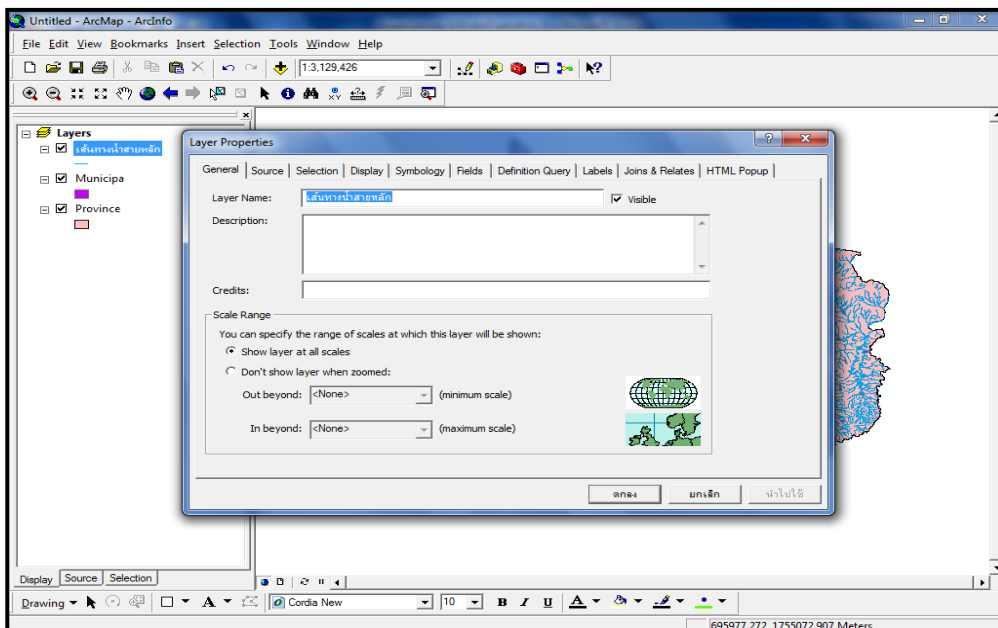 Untitled - ArcMap - ArcInfo
File Edit View Bookmarks Insert Selection Tools Window Help
1:3,129,426
Layers
เส้นทางน้ำสายหลัก
Municipa
Province
Layer Properties
General Source Selection Display Symbology Fields Definition Query Labels Joins & Relates HTML Popup
Layer Name: เส้นทางน้ำสายหลัก Visible
Description:
Credits:
Scale Range
You can specify the range of scales at which this layer will be shown:
Show layer at all scales
Don't show layer when zoomed:
Out beyond: <None> (minimum scale)
In beyond: <None> (maximum scale)
ตกลง ยกเลิก นำไปใช้
Display Source Selection
Drawing A Cordia New 10 B I U A
695977.272 1755072.907 Meters